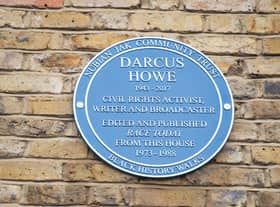 NUBIAN JAK COMMUNITY TRUST
DARCUS
HOWE
1943-2017
CIVIL RIGHTS ACTIVIST,
WRITER AND BROADCASTER
EDITED AND PUBLISHED
RACE TODAY
FROM THIS HOUSE
1973-1988
BLACK HISTORY WALKS